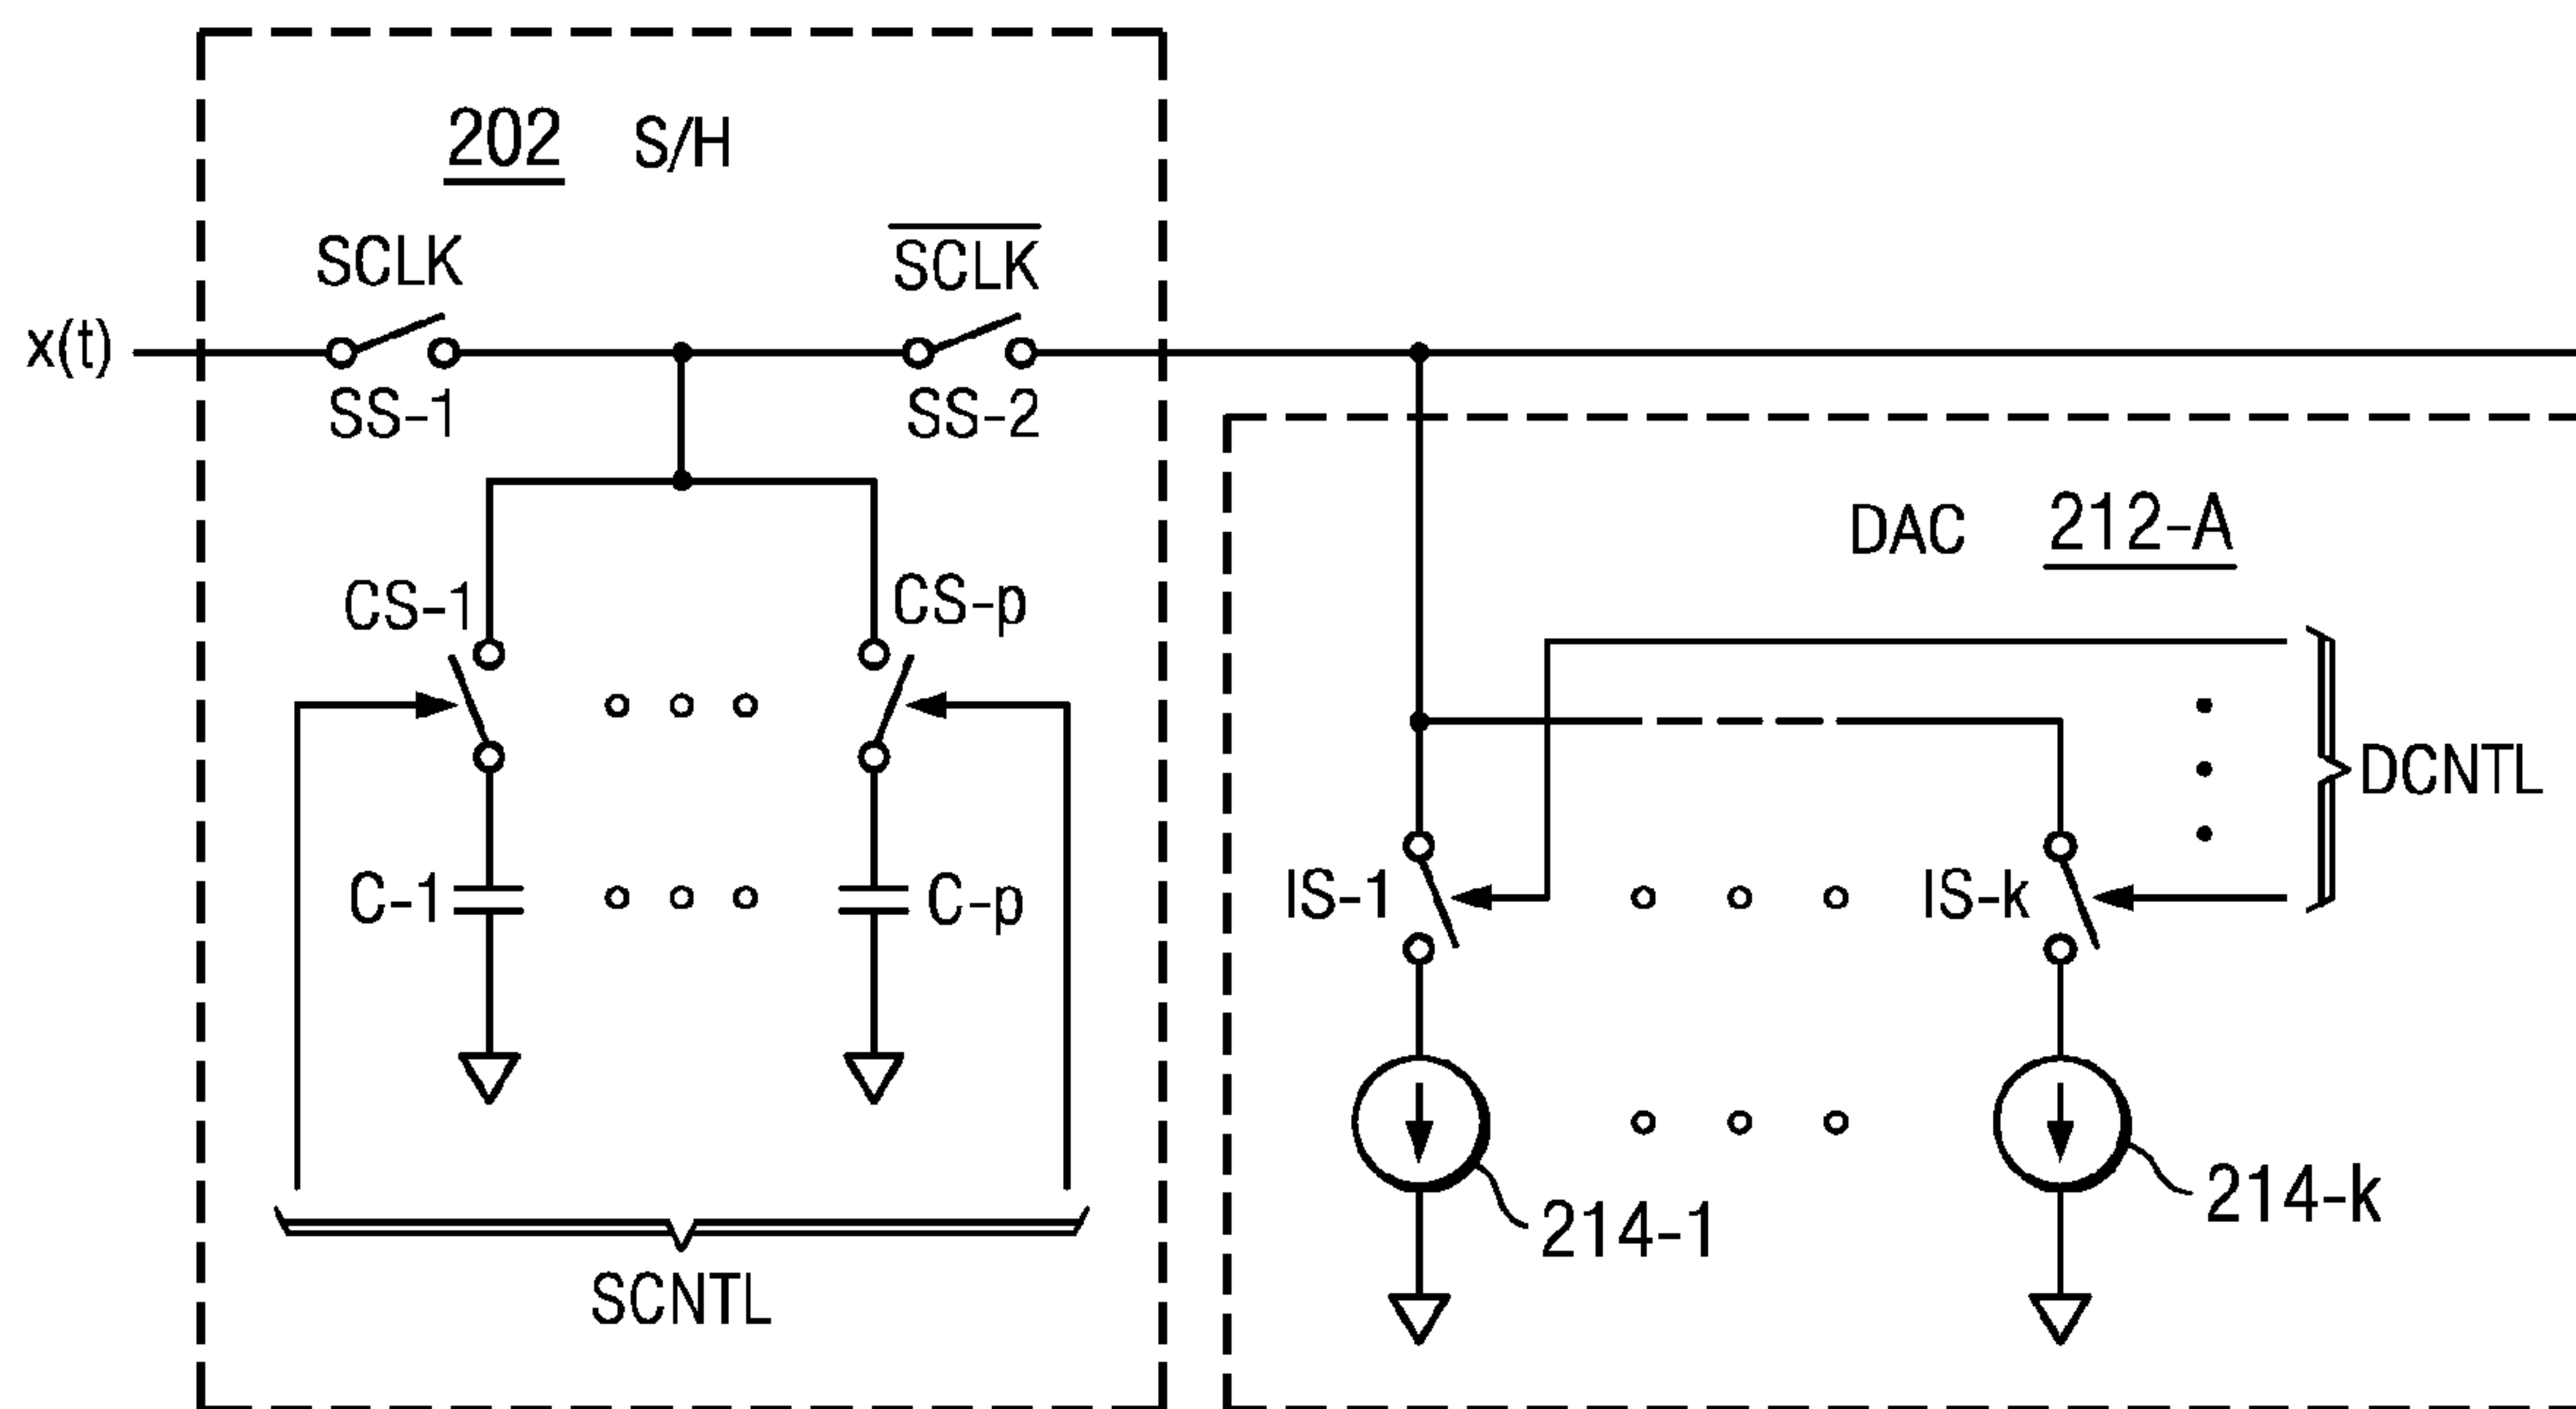 202 S/H
SCLK
S̅C̅L̅K̅
x(t)
SS-1
SS-2
CS-1
CS-p
C-1
C-p
SCNTL
DAC 212-A
DCNTL
IS-1
IS-k
214-1
214-k